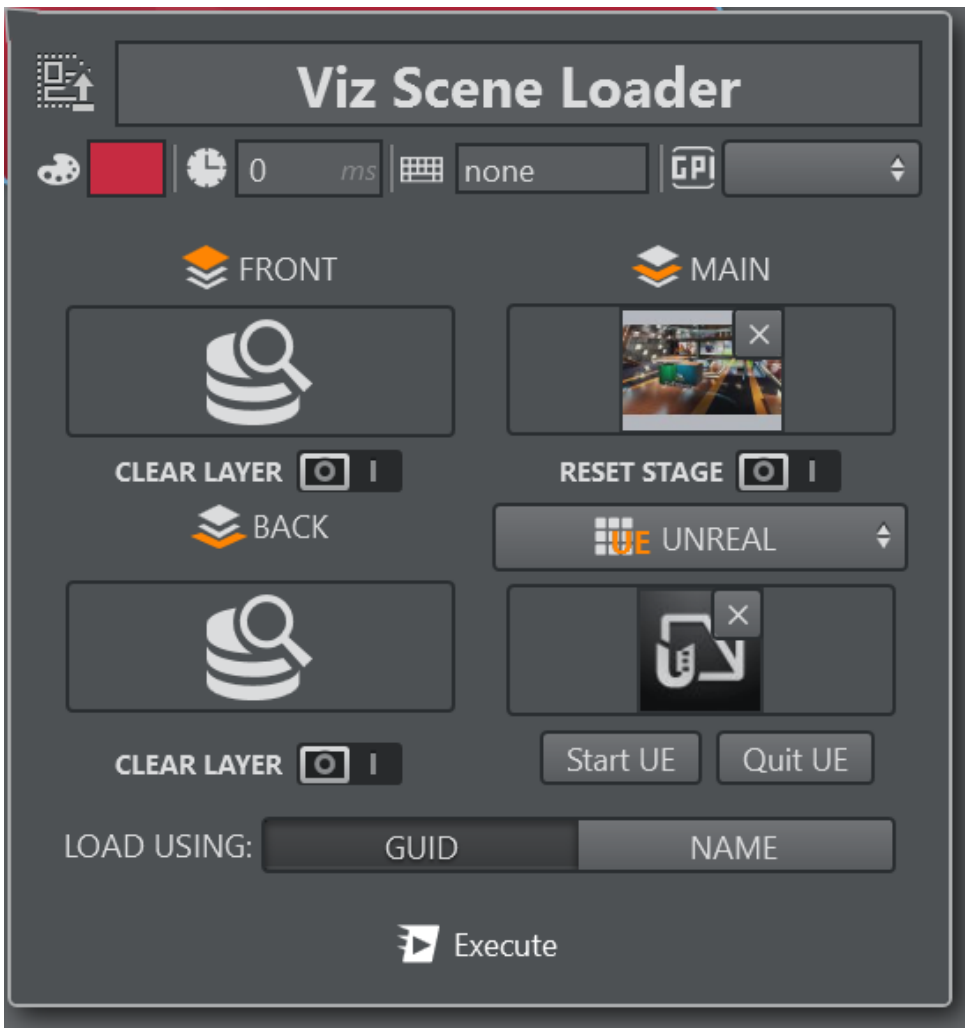 Viz Scene Loader
0 ms none GPI
FRONT MAIN
CLEAR LAYER O I RESET STAGE O I
BACK UE UNREAL
CLEAR LAYER O I Start UE Quit UE
LOAD USING: GUID NAME
Execute